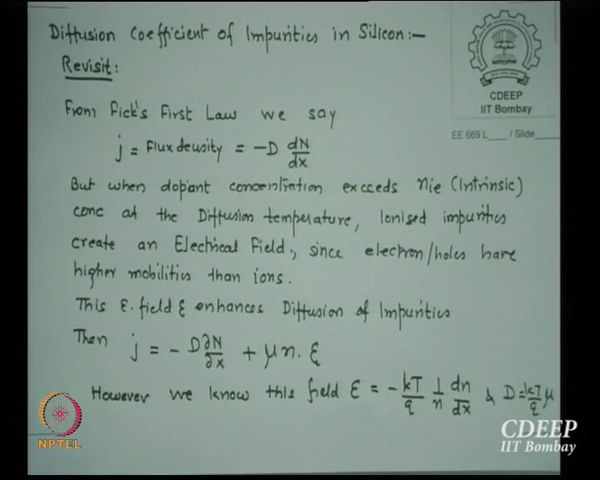 Diffusion Coefficient of Impurities in Silicon:-
Revisit:
CDEEP
IIT Bombay
EE 669 L____ / Slide____
From Fick's First Law we say
j = Flux density = -D dN/dx
But when dopant concentration exceeds nie (Intrinsic)
conc at the Diffusion temperature, Ionised impurities
create an Electrical Field., since electron/holes have
higher mobilities than ions.
This E.field ℰ enhances Diffusion of Impurities
Then j = - D ∂N/∂x + μn. ℰ
However we know this field ℰ = - kT/q 1/n dn/dx & D = kT/q μ
NPTEL
CDEEP
IIT Bombay